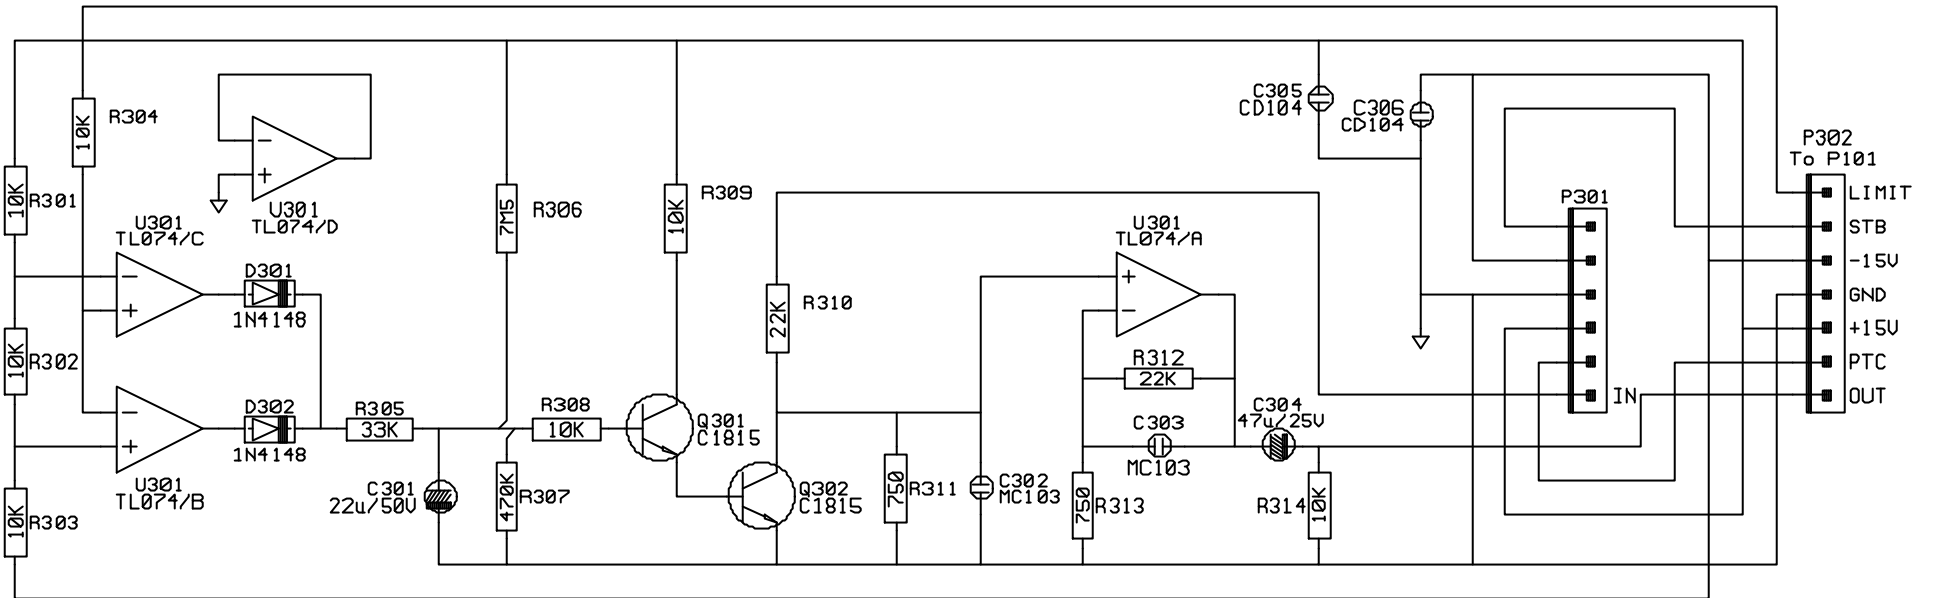 R304
10K
R301
10K
U301
TL074/D
U301
TL074/C
D301
1N4148
R302
10K
D302
1N4148
U301
TL074/B
R303
10K
R305
33K
C301
22u/50V
R306
7M5
R307
470K
R308
10K
R309
10K
Q301
C1815
Q302
C1815
R310
22K
R311
750
C302
MC103
U301
TL074/A
R312
22K
C303
MC103
R313
750
C304
47u/25V
R314
10K
C305
CD104
C306
CD104
P301
IN
P302
To P101
LIMIT
STB
-15V
GND
+15V
PTC
OUT